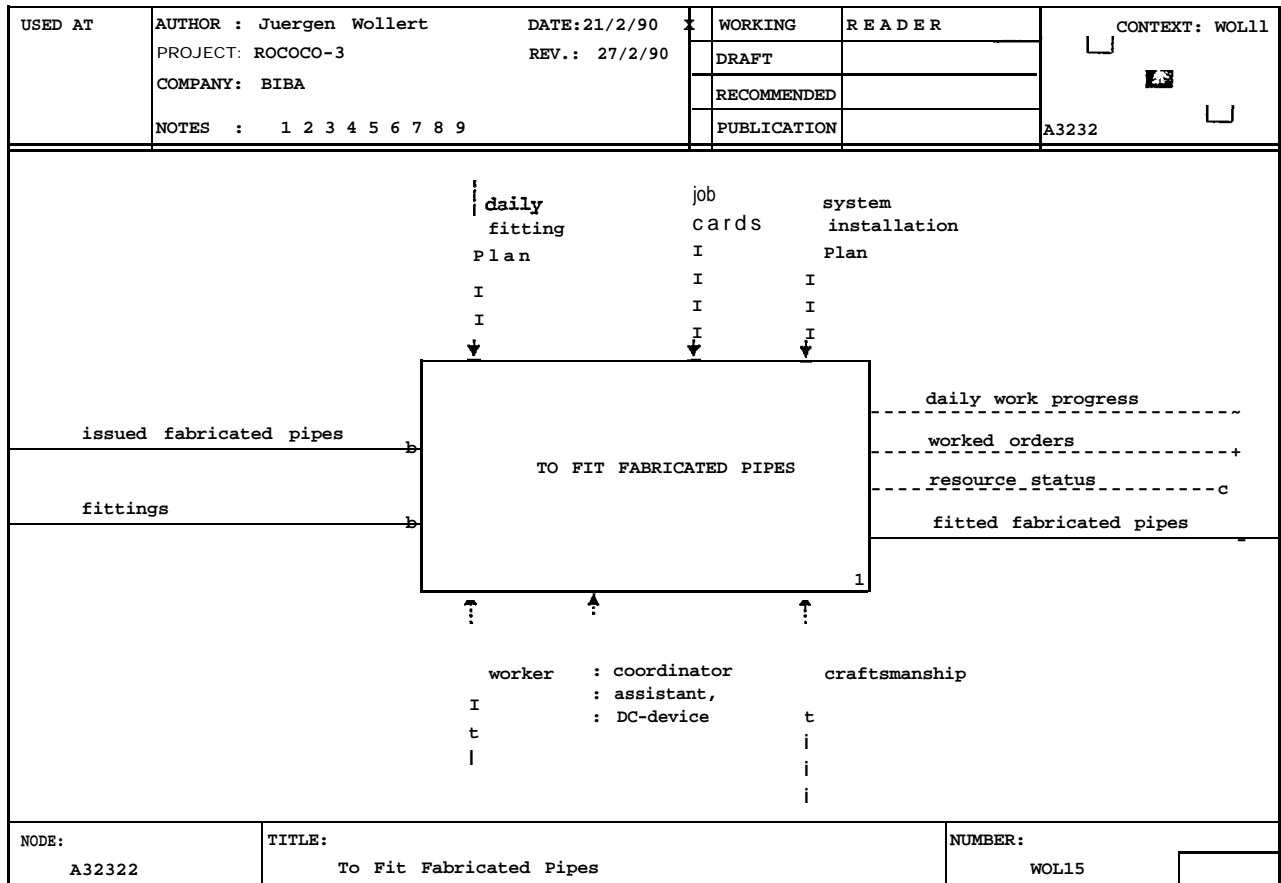 USED AT
AUTHOR : Juergen Wollert
DATE:21/2/90
X
WORKING
READER
CONTEXT: WOL11
PROJECT: ROCOCO-3
REV.: 27/2/90
DRAFT
COMPANY: BIBA
RECOMMENDED
NOTES : 1 2 3 4 5 6 7 8 9
PUBLICATION
A3232
daily
fitting
Plan
job
cards
system
installation
Plan
issued fabricated pipes
fittings
TO FIT FABRICATED PIPES
1
daily work progress
worked orders
resource status
fitted fabricated pipes
worker
: coordinator
: assistant,
: DC-device
craftsmanship
NODE:
A32322
TITLE:
To Fit Fabricated Pipes
NUMBER:
WOL15